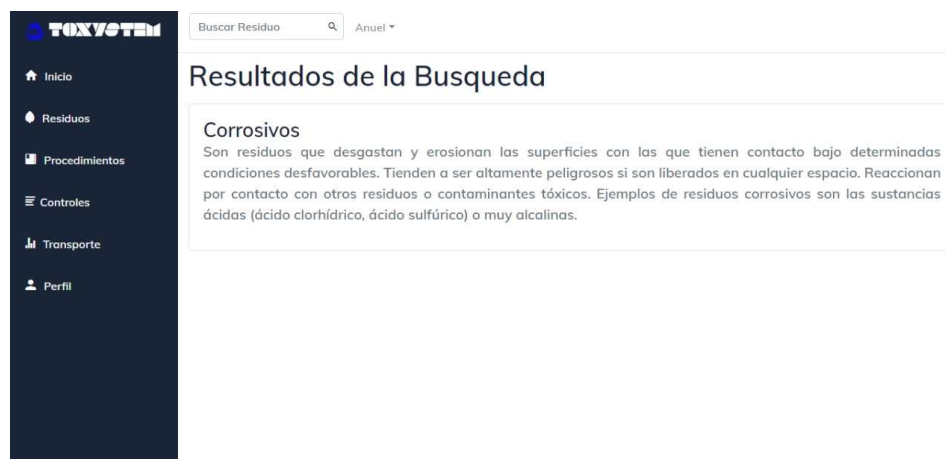 TOXYSTEM
Buscar Residuo
Anuel
Inicio
Residuos
Procedimientos
Controles
Transporte
Perfil
Resultados de la Busqueda
Corrosivos
Son residuos que desgastan y erosionan las superficies con las que tienen contacto bajo determinadas
condiciones desfavorables. Tienden a ser altamente peligrosos si son liberados en cualquier espacio. Reaccionan
por contacto con otros residuos o contaminantes tóxicos. Ejemplos de residuos corrosivos son las sustancias
ácidas (ácido clorhídrico, ácido sulfúrico) o muy alcalinas.